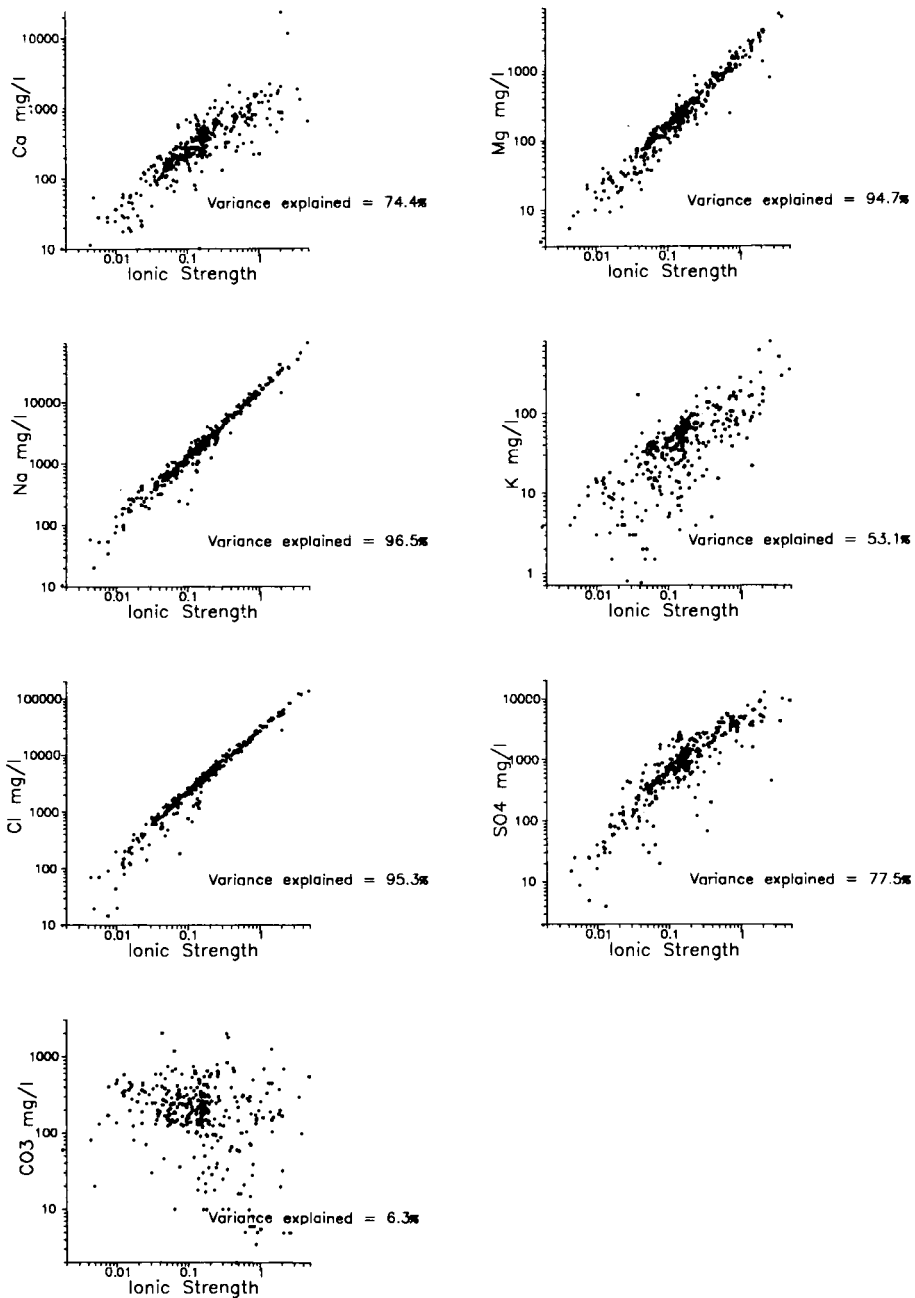 Ca mg/l
10000
1000
100
10
0.01
0.1
1
Ionic Strength
Variance explained = 74.4%
Mg mg/l
1000
100
10
0.01
0.1
1
Ionic Strength
Variance explained = 94.7%
Na mg/l
10000
1000
100
10
0.01
0.1
1
Ionic Strength
Variance explained = 96.5%
K mg/l
100
10
1
0.01
0.1
1
Ionic Strength
Variance explained = 53.1%
Cl mg/l
100000
10000
1000
100
10
0.01
0.1
1
Ionic Strength
Variance explained = 95.3%
SO4 mg/l
10000
1000
100
10
0.01
0.1
1
Ionic Strength
Variance explained = 77.5%
CO3 mg/l
1000
100
10
0.01
0.1
1
Ionic Strength
Variance explained = 6.3%